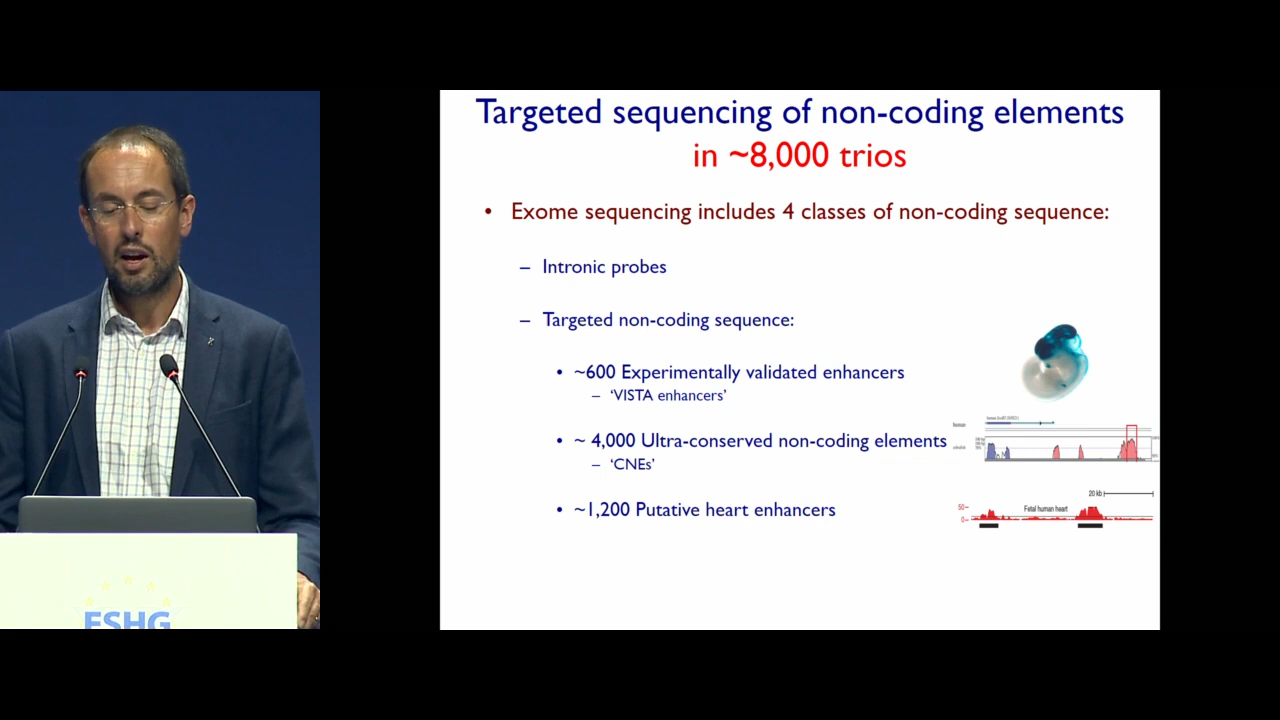 Targeted sequencing of non-coding elements
in ~8,000 trios
• Exome sequencing includes 4 classes of non-coding sequence:
– Intronic probes
– Targeted non-coding sequence:
• ~600 Experimentally validated enhancers
– ‘VISTA enhancers’
• ~ 4,000 Ultra-conserved non-coding elements
– ‘CNEs’
• ~1,200 Putative heart enhancers
human
20 kb
50
Fetal human heart
0
ESHG